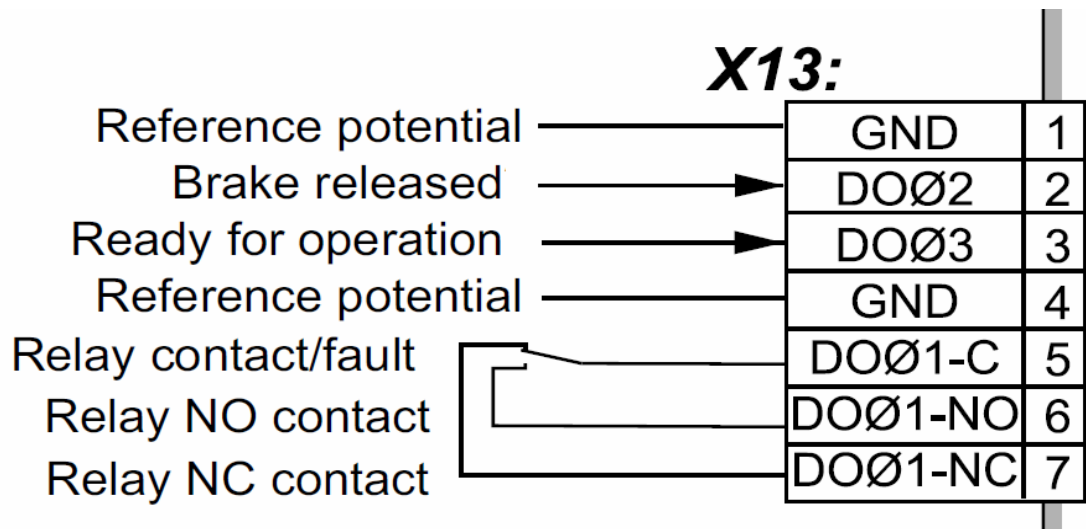 X13:
Reference potential GND 1
Brake released DOØ2 2
Ready for operation DOØ3 3
Reference potential GND 4
Relay contact/fault DOØ1-C 5
Relay NO contact DOØ1-NO 6
Relay NC contact DOØ1-NC 7